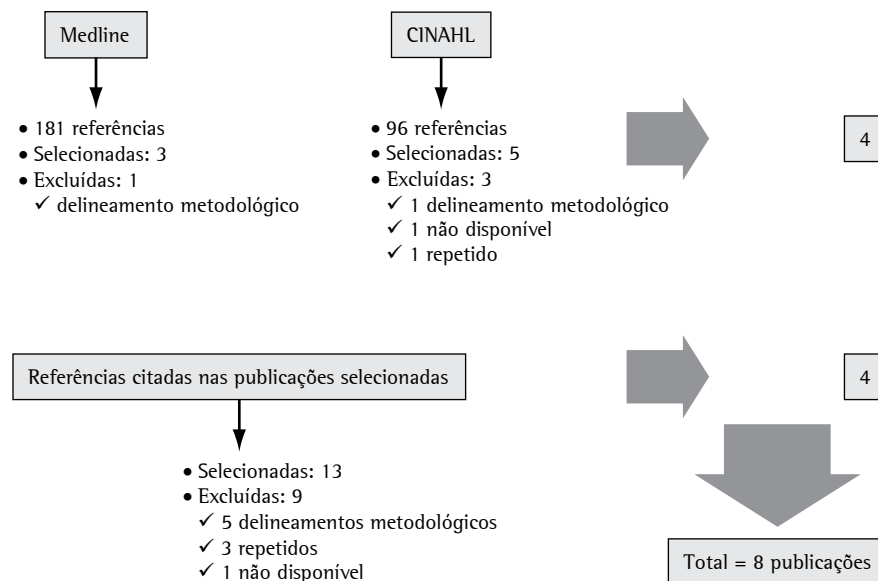 Medline
• 181 referências
• Selecionadas: 3
• Excluídas: 1
✓ delineamento metodológico
CINAHL
• 96 referências
• Selecionadas: 5
• Excluídas: 3
✓ 1 delineamento metodológico
✓ 1 não disponível
✓ 1 repetido
4
Referências citadas nas publicações selecionadas
• Selecionadas: 13
• Excluídas: 9
✓ 5 delineamentos metodológicos
✓ 3 repetidos
✓ 1 não disponível
4
Total = 8 publicações